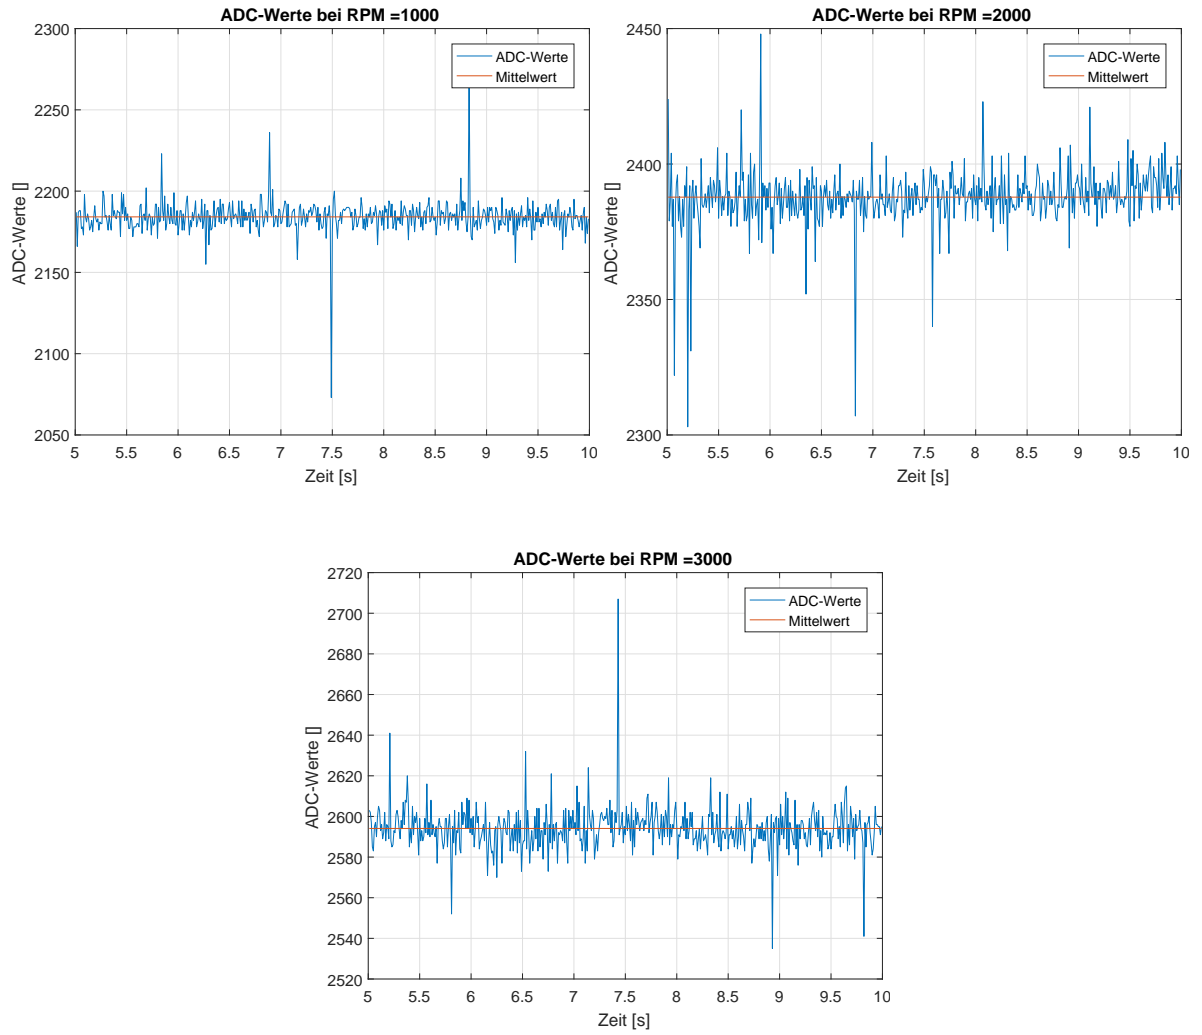 ADC-Werte bei RPM =1000
2300
2250
2200
2150
2100
2050
ADC-Werte []
ADC-Werte
Mittelwert
5 5.5 6 6.5 7 7.5 8 8.5 9 9.5 10
Zeit [s]
ADC-Werte bei RPM =2000
2450
2400
2350
2300
ADC-Werte []
ADC-Werte
Mittelwert
5 5.5 6 6.5 7 7.5 8 8.5 9 9.5 10
Zeit [s]
ADC-Werte bei RPM =3000
2720
2700
2680
2660
2640
2620
2600
2580
2560
2540
2520
ADC-Werte []
ADC-Werte
Mittelwert
5 5.5 6 6.5 7 7.5 8 8.5 9 9.5 10
Zeit [s]